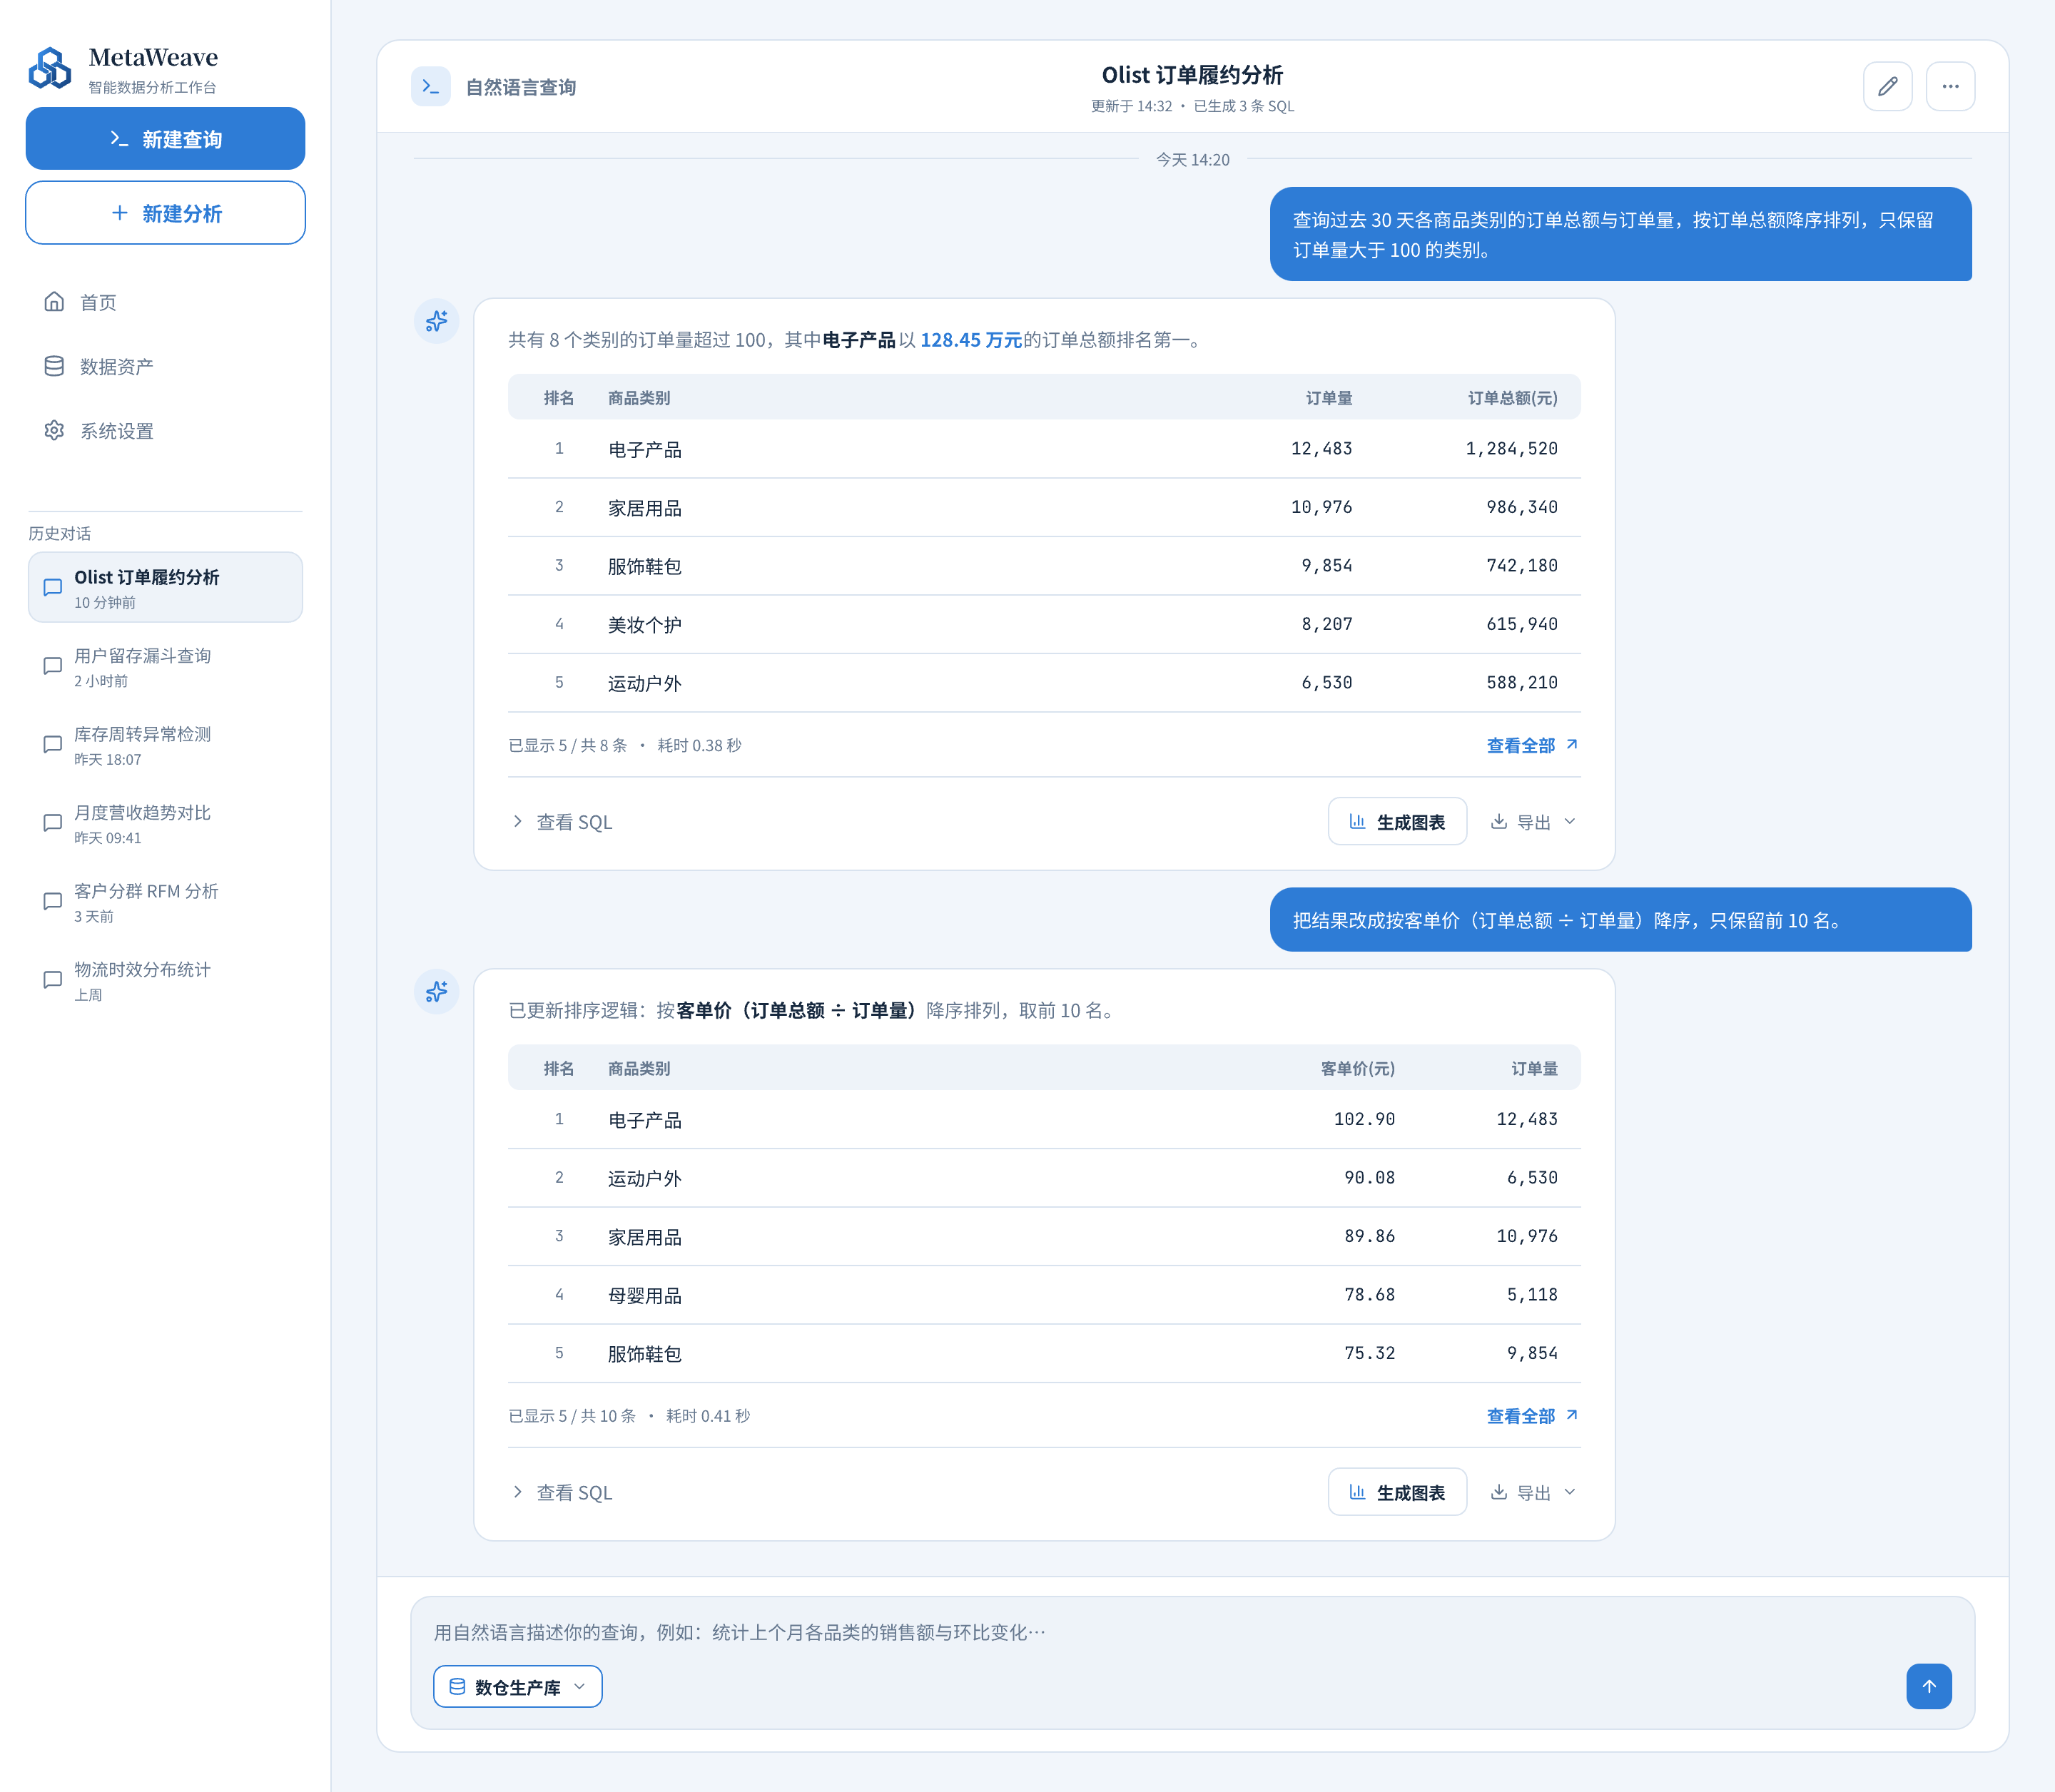 MetaWeave
智能数据分析工作台
新建查询
新建分析
首页
数据资产
系统设置
历史对话
Olist 订单履约分析
10 分钟前
用户留存漏斗查询
2 小时前
库存周转异常检测
昨天 18:07
月度营收趋势对比
昨天 09:41
客户分群 RFM 分析
3 天前
物流时效分布统计
上周
自然语言查询
Olist 订单履约分析
更新于 14:32 • 已生成 3 条 SQL
今天 14:20
查询过去 30 天各商品类别的订单总额与订单量，按订单总额降序排列，只保留
订单量大于 100 的类别。
共有 8 个类别的订单量超过 100，其中电子产品以 128.45 万元的订单总额排名第一。
排名 商品类别 订单量 订单总额(元)
1 电子产品 12,483 1,284,520
2 家居用品 10,976 986,340
3 服饰鞋包 9,854 742,180
4 美妆个护 8,207 615,940
5 运动户外 6,530 588,210
已显示 5 / 共 8 条 • 耗时 0.38 秒 查看全部
查看 SQL 生成图表 导出
把结果改成按客单价（订单总额 ÷ 订单量）降序，只保留前 10 名。
已更新排序逻辑：按客单价（订单总额 ÷ 订单量）降序排列，取前 10 名。
排名 商品类别 客单价(元) 订单量
1 电子产品 102.90 12,483
2 运动户外 90.08 6,530
3 家居用品 89.86 10,976
4 母婴用品 78.68 5,118
5 服饰鞋包 75.32 9,854
已显示 5 / 共 10 条 • 耗时 0.41 秒 查看全部
查看 SQL 生成图表 导出
用自然语言描述你的查询，例如：统计上个月各品类的销售额与环比变化…
数仓生产库